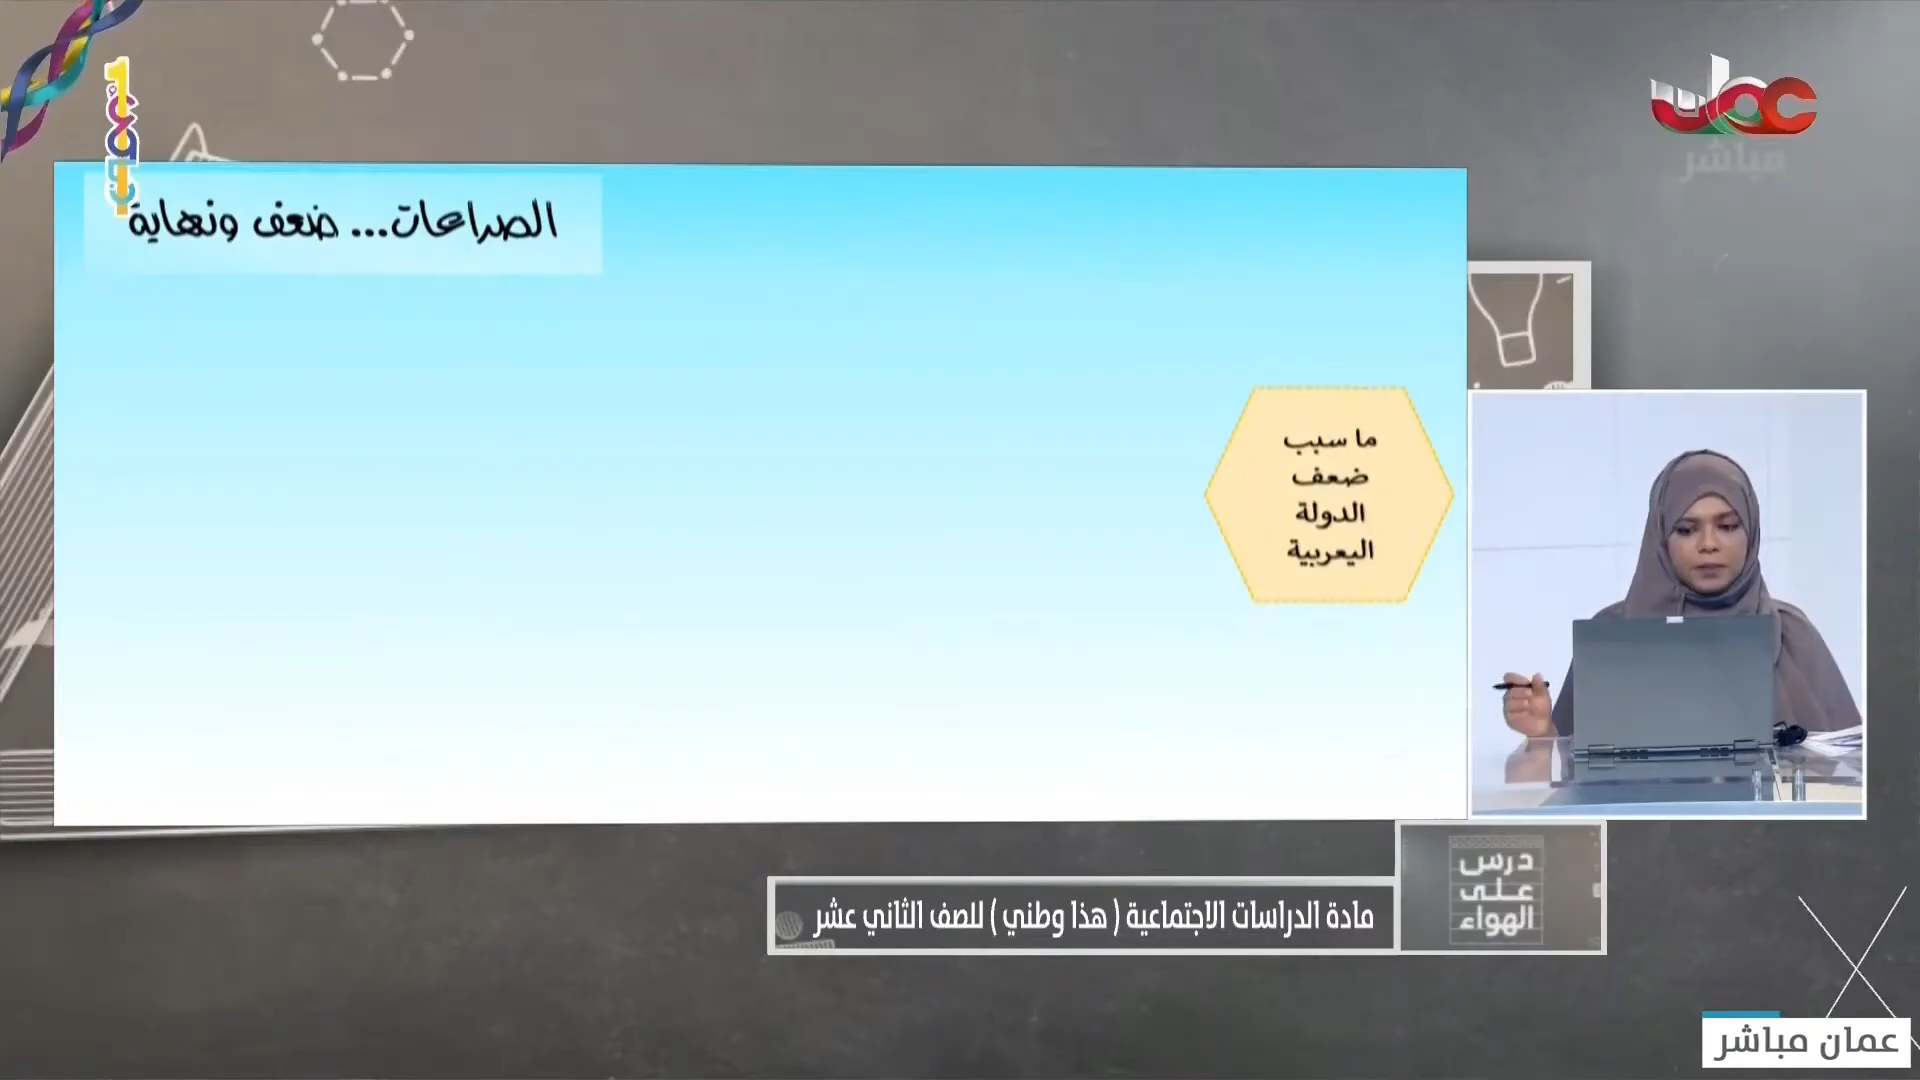 عمان
مباشر
الصراعات... ضعف ونهاية
ما سبب
ضعف
الدولة
اليعربية
درس
على
الهواء
مادة الدراسات الاجتماعية ( هذا وطني ) للصف الثاني عشر
عمان مباشر